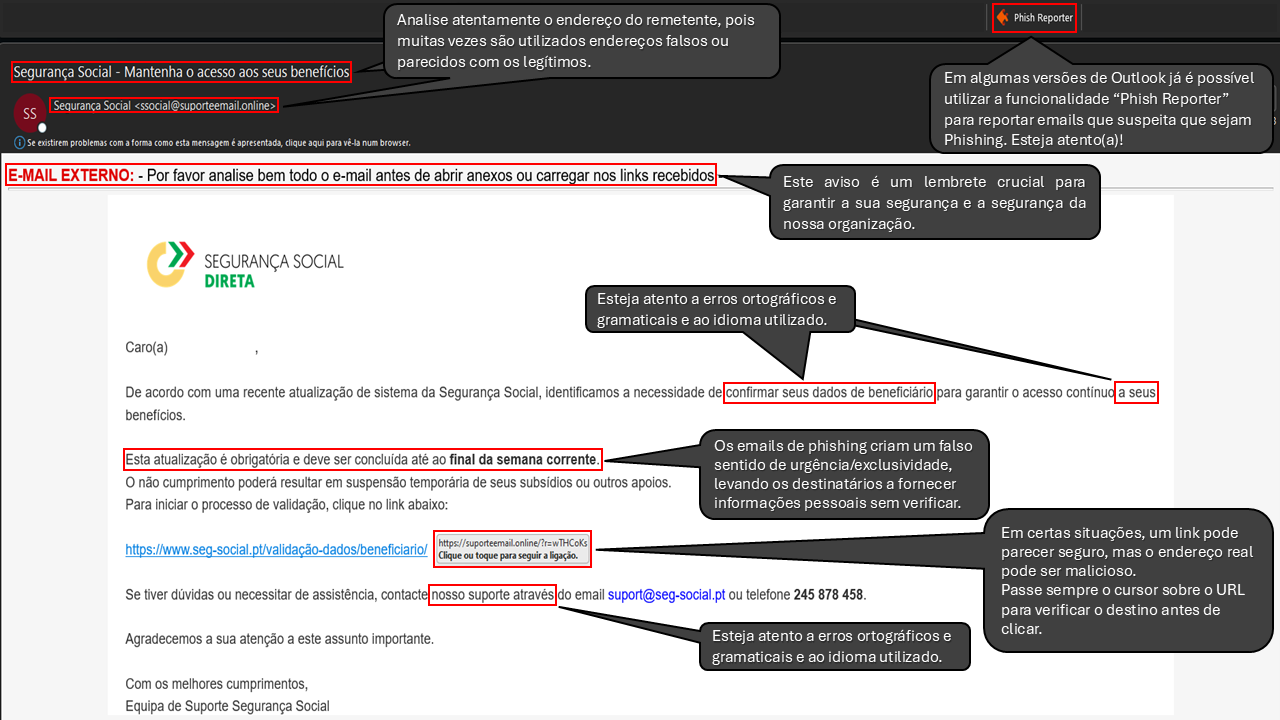 Phish Reporter
Analise atentamente o endereço do remetente, pois
muitas vezes são utilizados endereços falsos ou
parecidos com os legítimos.
Segurança Social - Mantenha o acesso aos seus benefícios
Em algumas versões de Outlook já é possível
utilizar a funcionalidade “Phish Reporter”
para reportar emails que suspeita que sejam
Phishing. Esteja atento(a)!
SS
Segurança Social <ssocial@suporteemail.online>
Se existirem problemas com a forma como esta mensagem é apresentada, clique aqui para vê-la num browser.
E-MAIL EXTERNO: - Por favor analise bem todo o e-mail antes de abrir anexos ou carregar nos links recebidos
Este aviso é um lembrete crucial para
garantir a sua segurança e a segurança da
nossa organização.
SEGURANÇA SOCIAL
DIRETA
Esteja atento a erros ortográficos e
gramaticais e ao idioma utilizado.
Caro(a) ,
De acordo com uma recente atualização de sistema da Segurança Social, identificamos a necessidade de confirmar seus dados de beneficiário para garantir o acesso contínuo a seus
benefícios.
Esta atualização é obrigatória e deve ser concluída até ao final da semana corrente.
O não cumprimento poderá resultar em suspensão temporária de seus subsídios ou outros apoios.
Para iniciar o processo de validação, clique no link abaixo:
Os emails de phishing criam um falso
sentido de urgência/exclusividade,
levando os destinatários a fornecer
informações pessoais sem verificar.
https://www.seg-social.pt/validação-dados/beneficiario/
https://suporteemail.online/?r=wTHCoKs
Clique ou toque para seguir a ligação.
Em certas situações, um link pode
parecer seguro, mas o endereço real
pode ser malicioso.
Passe sempre o cursor sobre o URL
para verificar o destino antes de
clicar.
Se tiver dúvidas ou necessitar de assistência, contacte nosso suporte através do email suport@seg-social.pt ou telefone 245 878 458.
Esteja atento a erros ortográficos e
gramaticais e ao idioma utilizado.
Agradecemos a sua atenção a este assunto importante.
Com os melhores cumprimentos,
Equipa de Suporte Segurança Social